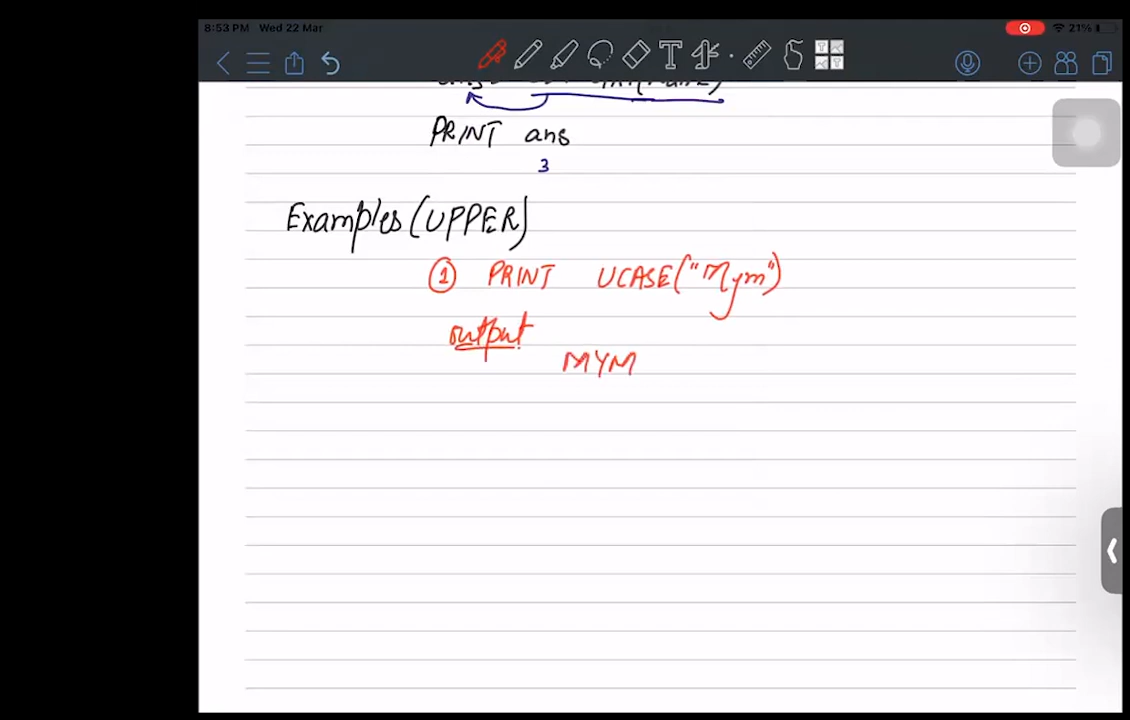 8:53 PM Wed 22 Mar
21%
PRINT ans
3
Examples (UPPER)
① PRINT UCASE("Mym")
output
MYM